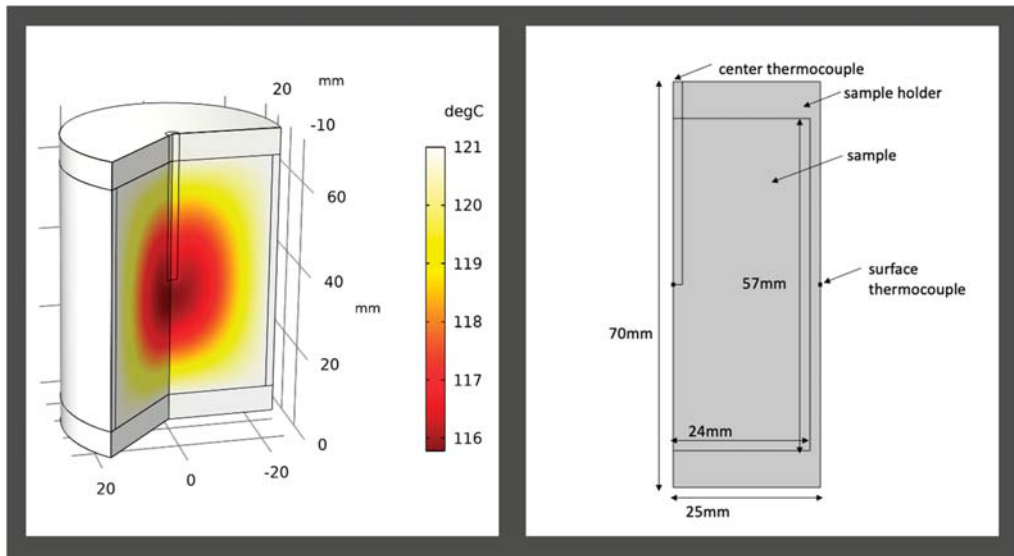 mm
20
-10
degC
121
60
120
119
40
mm
118
117
20
116
0
-20
0
20
center thermocouple
sample holder
sample
surface
thermocouple
57mm
70mm
24mm
25mm